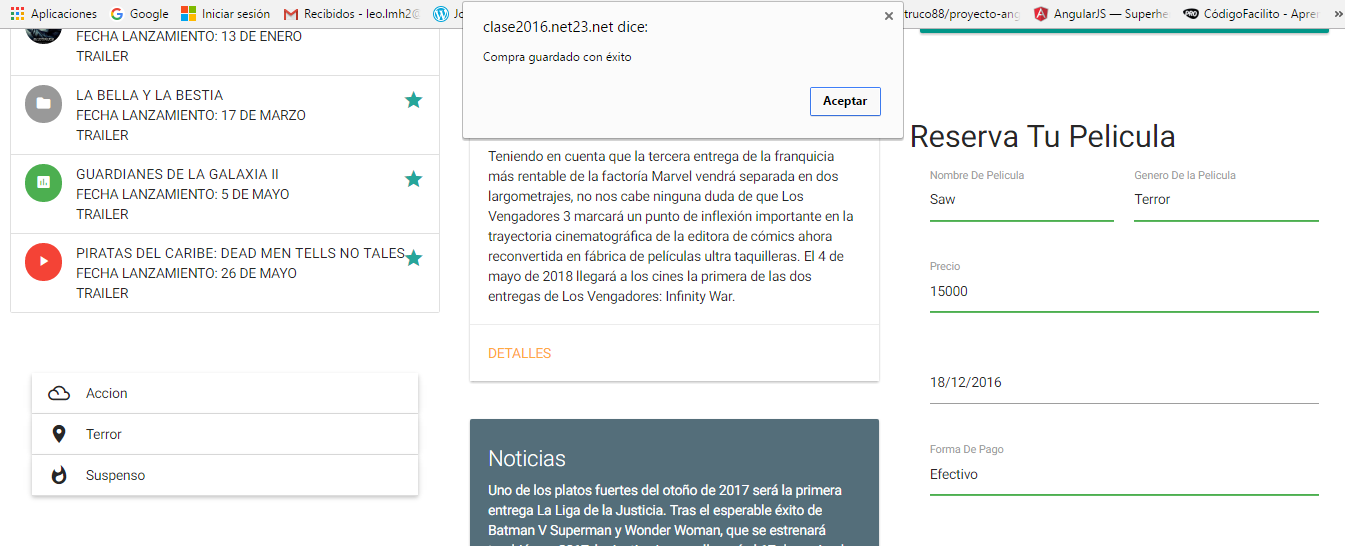 Aplicaciones Google Iniciar sesión Recibidos - leo.lmh2@ truco88/proyecto-an AngularJS — Superhe CódigoFacilito - Apren »
clase2016.net23.net dice:
Compra guardado con éxito
Aceptar
FECHA LANZAMIENTO: 13 DE ENERO
TRAILER
LA BELLA Y LA BESTIA
FECHA LANZAMIENTO: 17 DE MARZO
TRAILER
GUARDIANES DE LA GALAXIA II
FECHA LANZAMIENTO: 5 DE MAYO
TRAILER
PIRATAS DEL CARIBE: DEAD MEN TELLS NO TALES
FECHA LANZAMIENTO: 26 DE MAYO
TRAILER
Accion
Terror
Suspenso
Teniendo en cuenta que la tercera entrega de la franquicia
más rentable de la factoría Marvel vendrá separada en dos
largometrajes, no nos cabe ninguna duda de que Los
Vengadores 3 marcará un punto de inflexión importante en la
trayectoria cinematográfica de la editora de cómics ahora
reconvertida en fábrica de películas ultra taquilleras. El 4 de
mayo de 2018 llegará a los cines la primera de las dos
entregas de Los Vengadores: Infinity War.
DETALLES
Noticias
Uno de los platos fuertes del otoño de 2017 será la primera
entrega La Liga de la Justicia. Tras el esperable éxito de
Batman V Superman y Wonder Woman, que se estrenará
Reserva Tu Pelicula
Nombre De Pelicula Genero De la Pelicula
Saw Terror
Precio
15000
18/12/2016
Forma De Pago
Efectivo